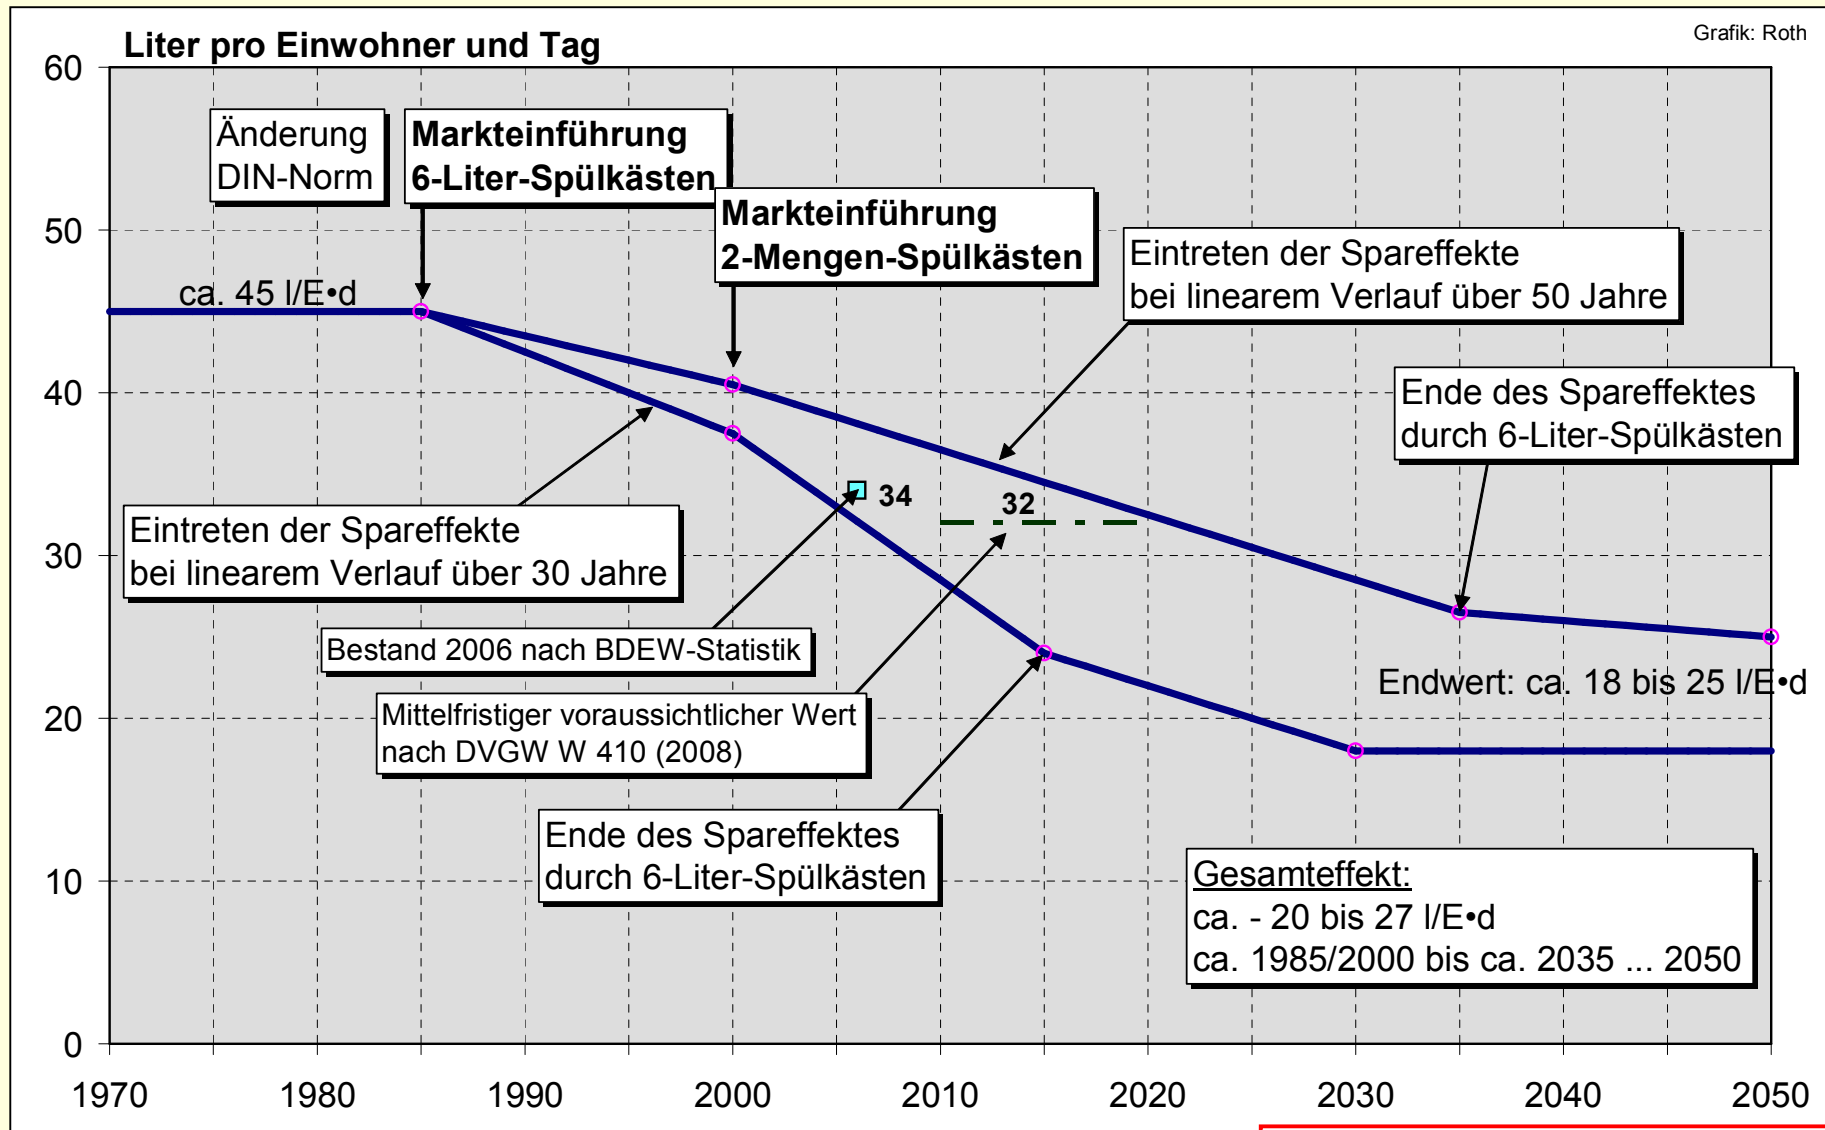 Liter pro Einwohner und Tag
Grafik: Roth
60
50
40
30
20
10
0
Änderung
DIN-Norm
Markteinführung
6-Liter-Spülkästen
Markteinführung
2-Mengen-Spülkästen
Eintreten der Spareffekte
bei linearem Verlauf über 50 Jahre
ca. 45 l/E•d
Ende des Spareffektes
durch 6-Liter-Spülkästen
34
32
Eintreten der Spareffekte
bei linearem Verlauf über 30 Jahre
Bestand 2006 nach BDEW-Statistik
Endwert: ca. 18 bis 25 l/E•d
Mittelfristiger voraussichtlicher Wert
nach DVGW W 410 (2008)
Ende des Spareffektes
durch 6-Liter-Spülkästen
Gesamteffekt:
ca. - 20 bis 27 l/E•d
ca. 1985/2000 bis ca. 2035 ... 2050
1970 1980 1990 2000 2010 2020 2030 2040 2050